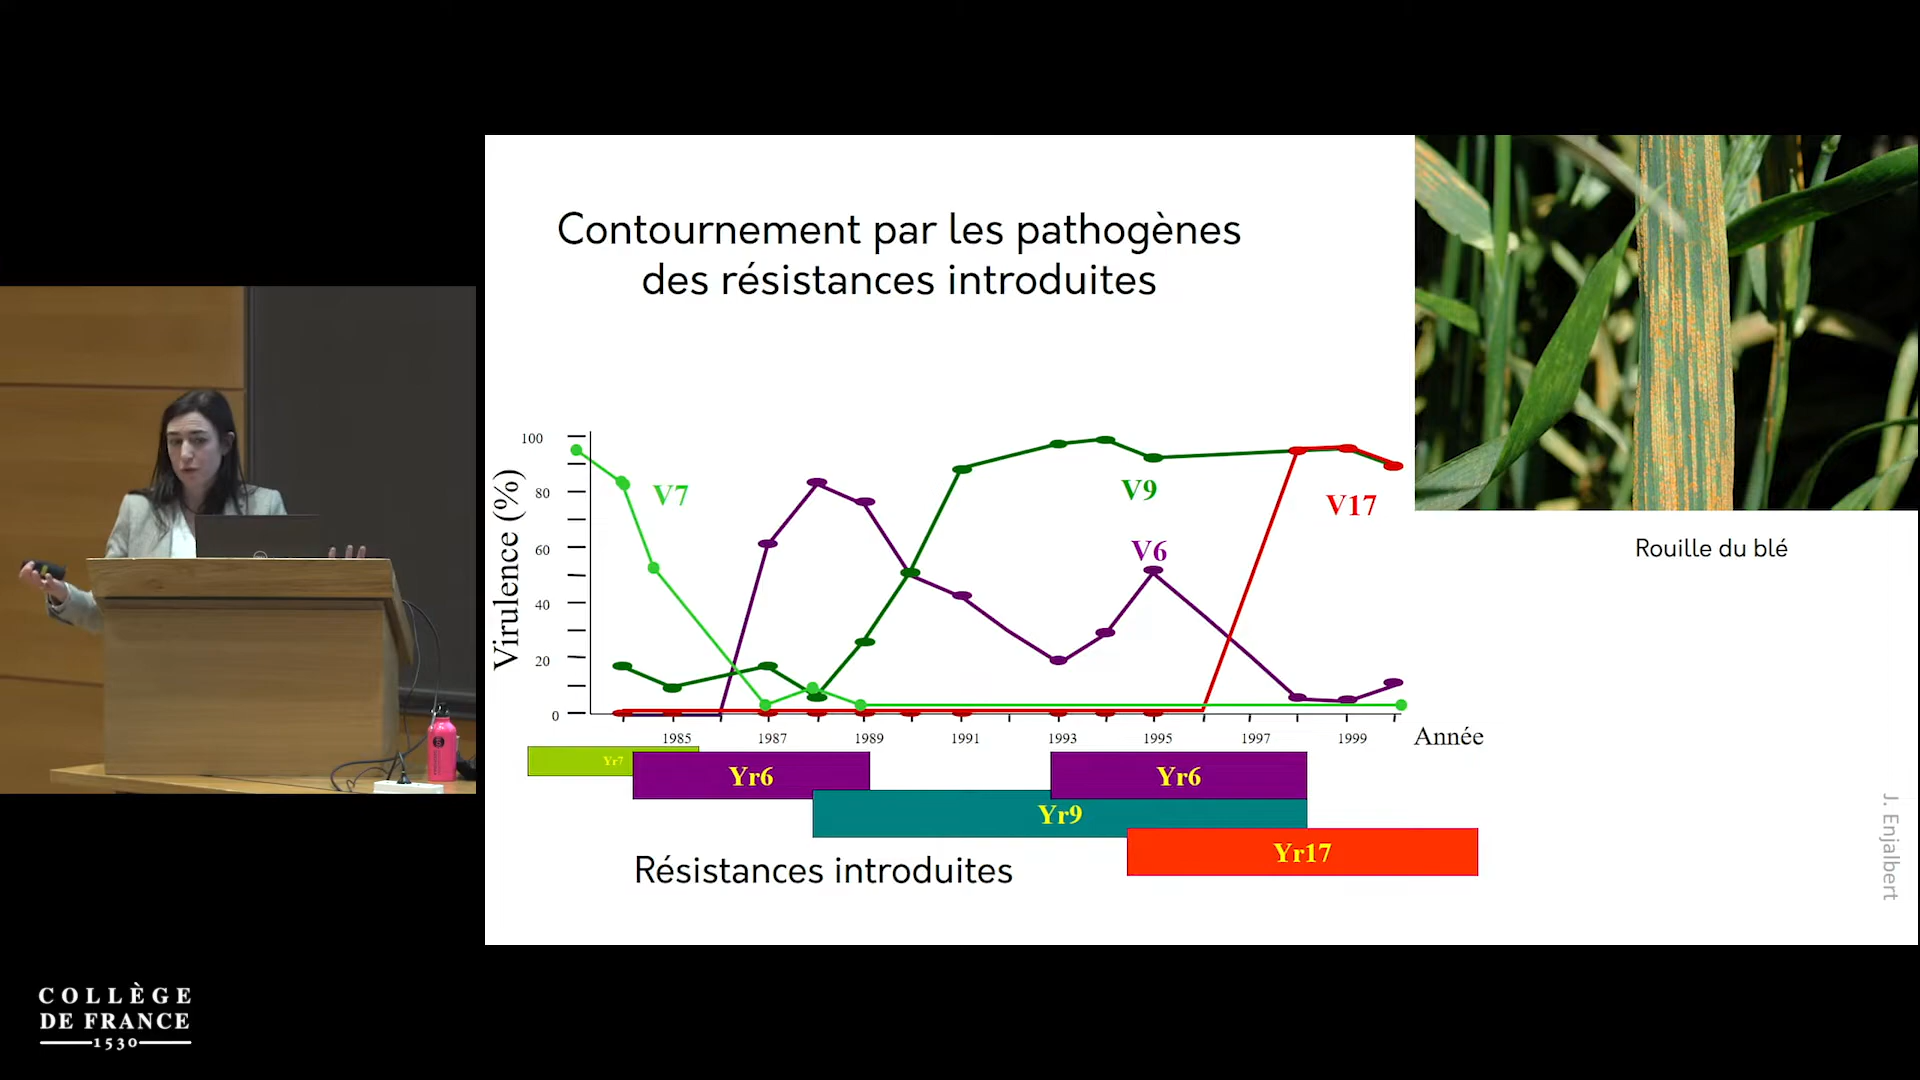 Contournement par les pathogènes
des résistances introduites
Virulence (%)
100
80
60
40
20
0
V7
V9
V6
V17
1985 1987 1989 1991 1993 1995 1997 1999 Année
Yr7
Yr6
Yr6
Yr9
Yr17
Résistances introduites
Rouille du blé
J. Enjalbert
COLLÈGE
DE FRANCE
1530